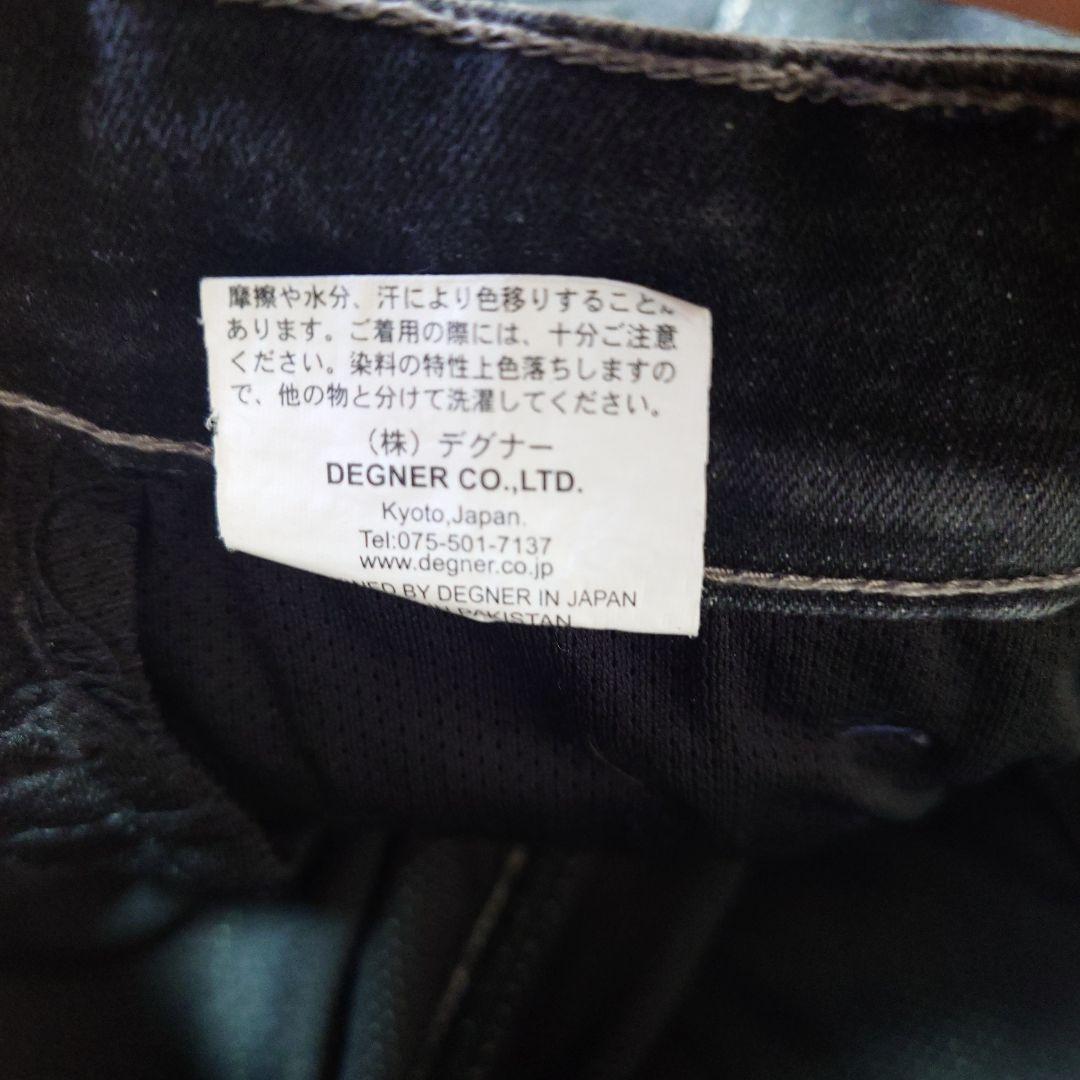 摩擦や水分、汗により色移りすること
あります。ご着用の際には、十分ご注意
ください。染料の特性上色落ちしますの
で、他の物と分けて洗濯してください。
（株）デグナー
DEGNER CO.,LTD.
Kyoto,Japan.
Tel:075-501-7137
www.degner.co.jp
BY DEGNER IN JAPAN
PAKISTAN